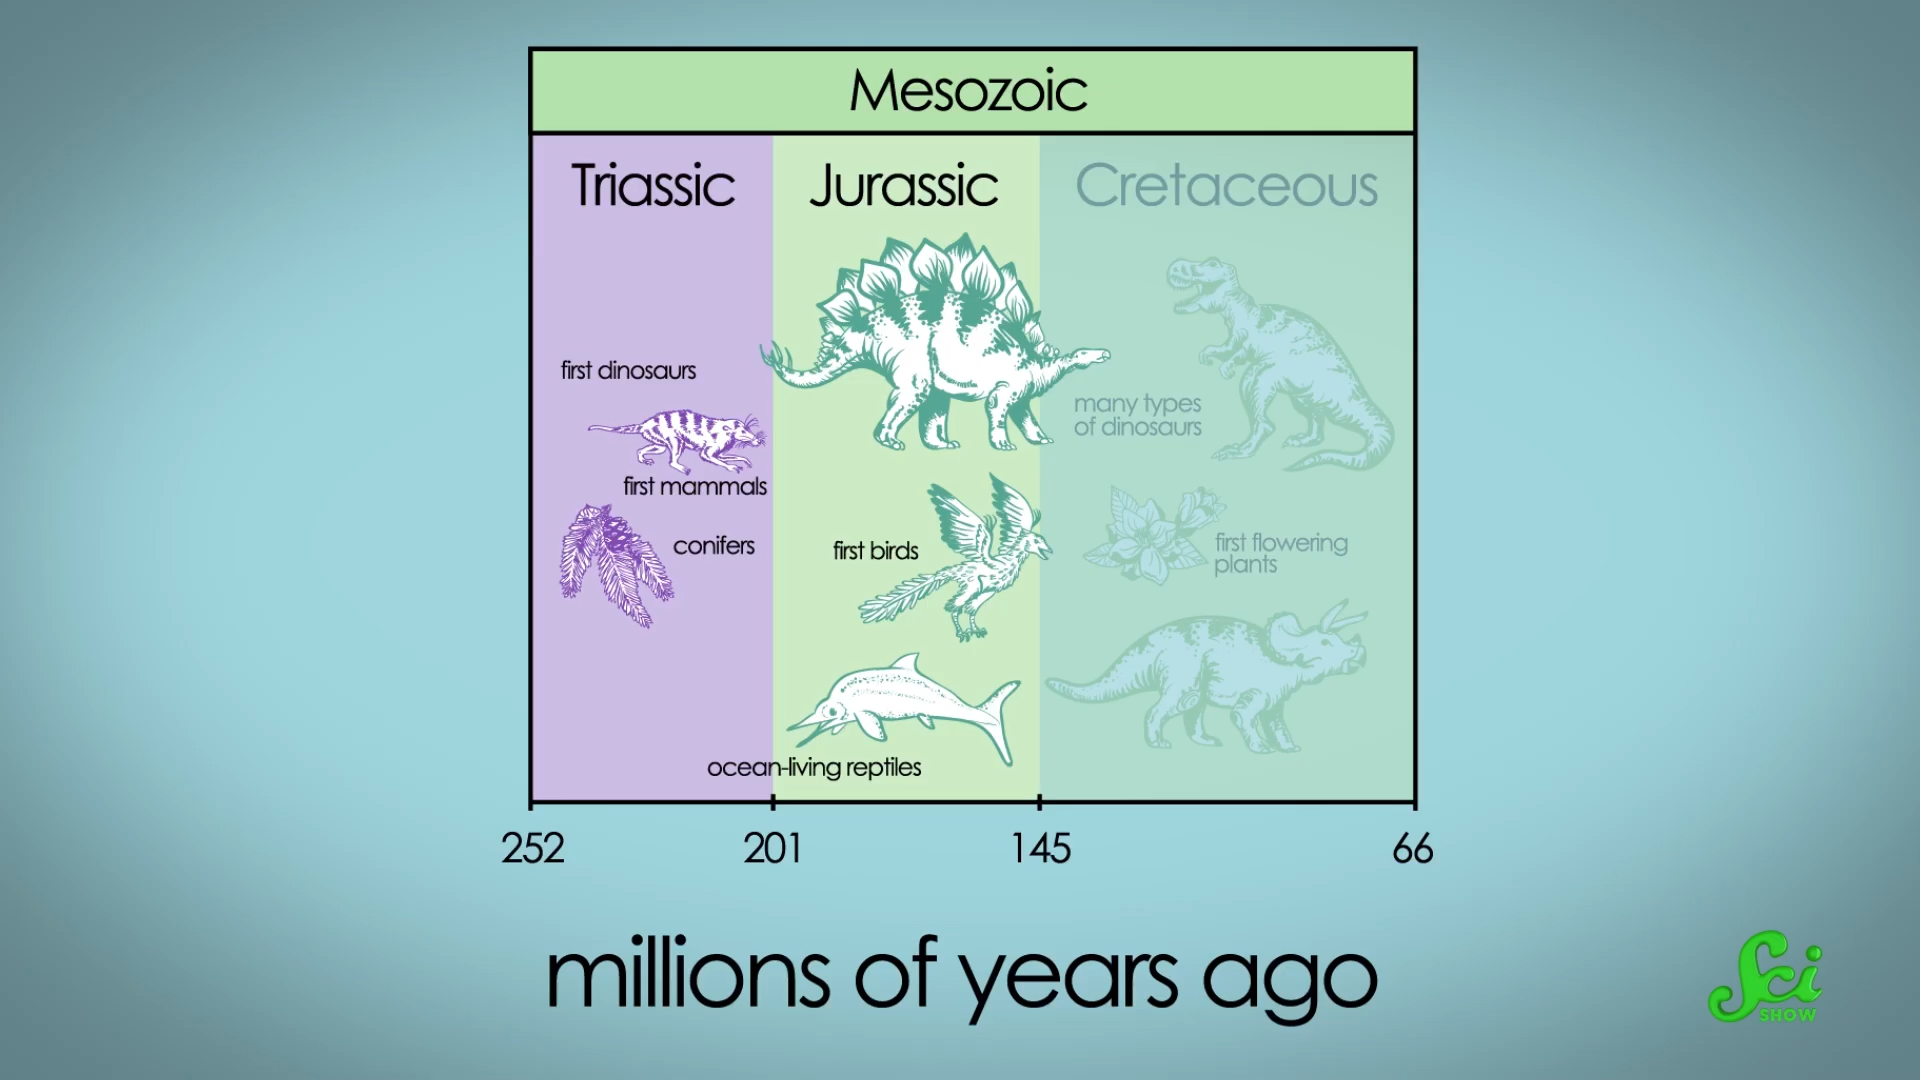 Mesozoic
Triassic
Jurassic
Cretaceous
first dinosaurs
first mammals
conifers
first birds
ocean-living reptiles
many types
of dinosaurs
first flowering
plants
252
201
145
66
millions of years ago
Sci
SHOW